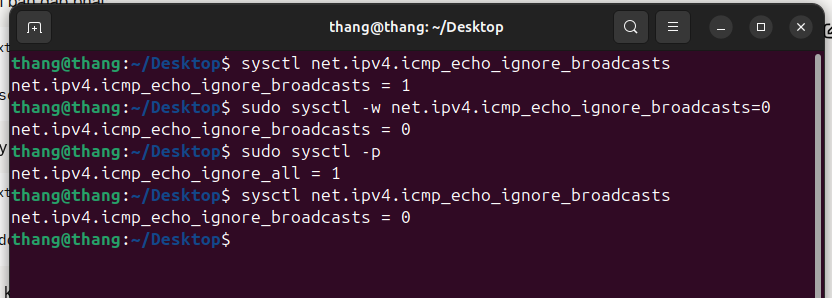 thang@thang: ~/Desktop
thang@thang:~/Desktop$ sysctl net.ipv4.icmp_echo_ignore_broadcasts
net.ipv4.icmp_echo_ignore_broadcasts = 1
thang@thang:~/Desktop$ sudo sysctl -w net.ipv4.icmp_echo_ignore_broadcasts=0
net.ipv4.icmp_echo_ignore_broadcasts = 0
thang@thang:~/Desktop$ sudo sysctl -p
net.ipv4.icmp_echo_ignore_all = 1
thang@thang:~/Desktop$ sysctl net.ipv4.icmp_echo_ignore_broadcasts
net.ipv4.icmp_echo_ignore_broadcasts = 0
thang@thang:~/Desktop$